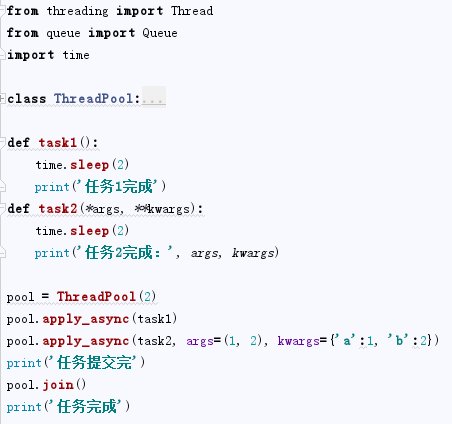 from threading import Thread
from queue import Queue
import time
class ThreadPool:...
def task1():
    time.sleep(2)
    print('任务1完成')
def task2(*args, **kwargs):
    time.sleep(2)
    print('任务2完成：', args, kwargs)
pool = ThreadPool(2)
pool.apply_async(task1)
pool.apply_async(task2, args=(1, 2), kwargs={'a':1, 'b':2})
print('任务提交完')
pool.join()
print('任务完成')